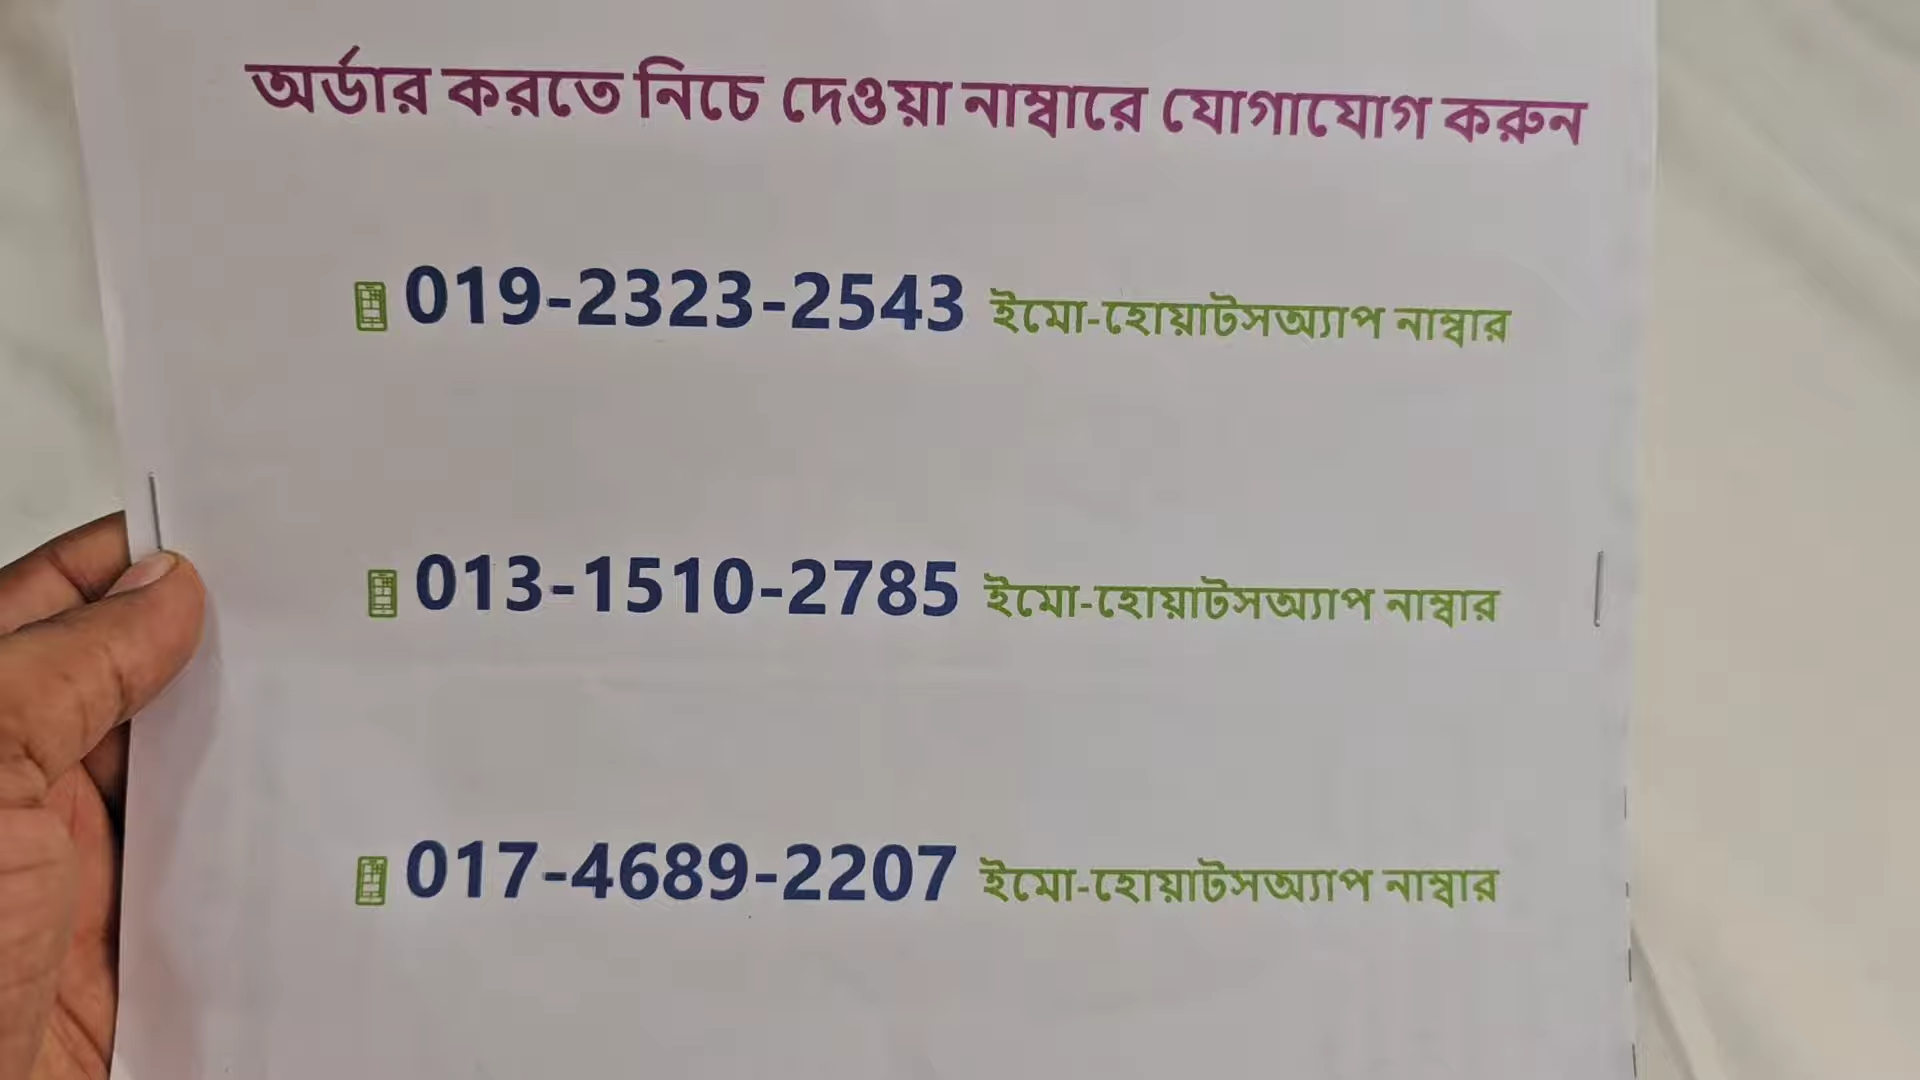 অর্ডার করতে নিচে দেওয়া নাম্বারে যোগাযোগ করুন
019-2323-2543 ইমো-হোয়াটসঅ্যাপ নাম্বার
013-1510-2785 ইমো-হোয়াটসঅ্যাপ নাম্বার
017-4689-2207 ইমো-হোয়াটসঅ্যাপ নাম্বার